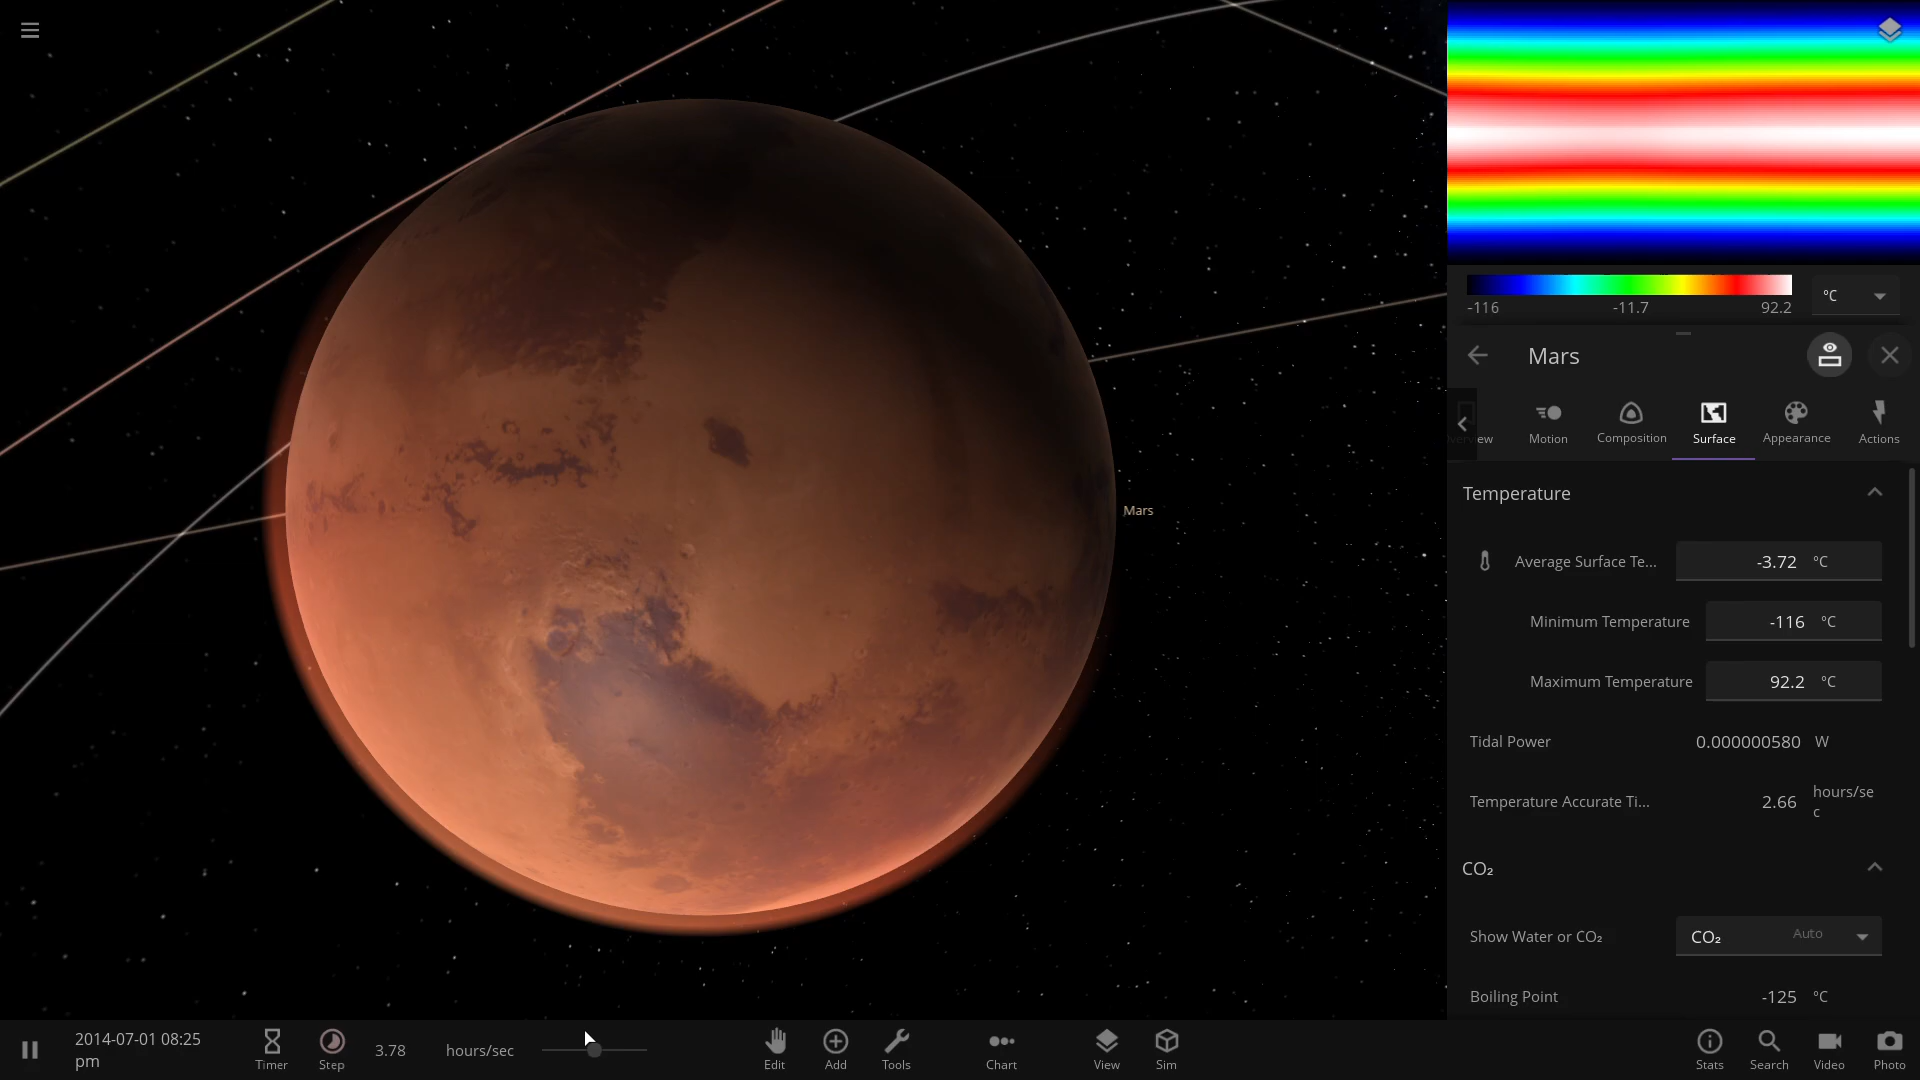 -116 -11.7 92.2 °C
Mars
verview Motion Composition Surface Appearance Actions
Mars
Temperature
Average Surface Te... -3.72 °C
Minimum Temperature -116 °C
Maximum Temperature 92.2 °C
Tidal Power 0.000000580 W
Temperature Accurate Ti... 2.66 hours/se
c
CO₂
Show Water or CO₂ CO₂ Auto
Boiling Point -125 °C
2014-07-01 08:25
pm
Timer Step 3.78 hours/sec Edit Add Tools Chart View Sim Stats Search Video Photo